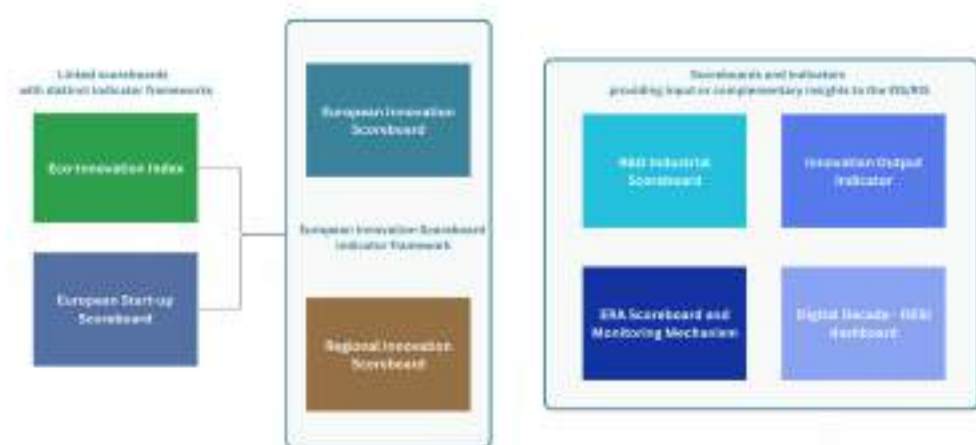 Linked scoreboards
with distinct indicator frameworks
Eco-Innovation Index
European Start-up
Scoreboard
European Innovation
Scoreboard
European Innovation Scoreboard
indicator framework
Regional Innovation
Scoreboard
Scoreboards and indicators
providing input or complementary insights to the EIS/RIS
R&D Industrial
Scoreboard
Innovation Output
Indicator
ERA Scoreboard and
Monitoring Mechanism
Digital Decade - DESI
dashboard